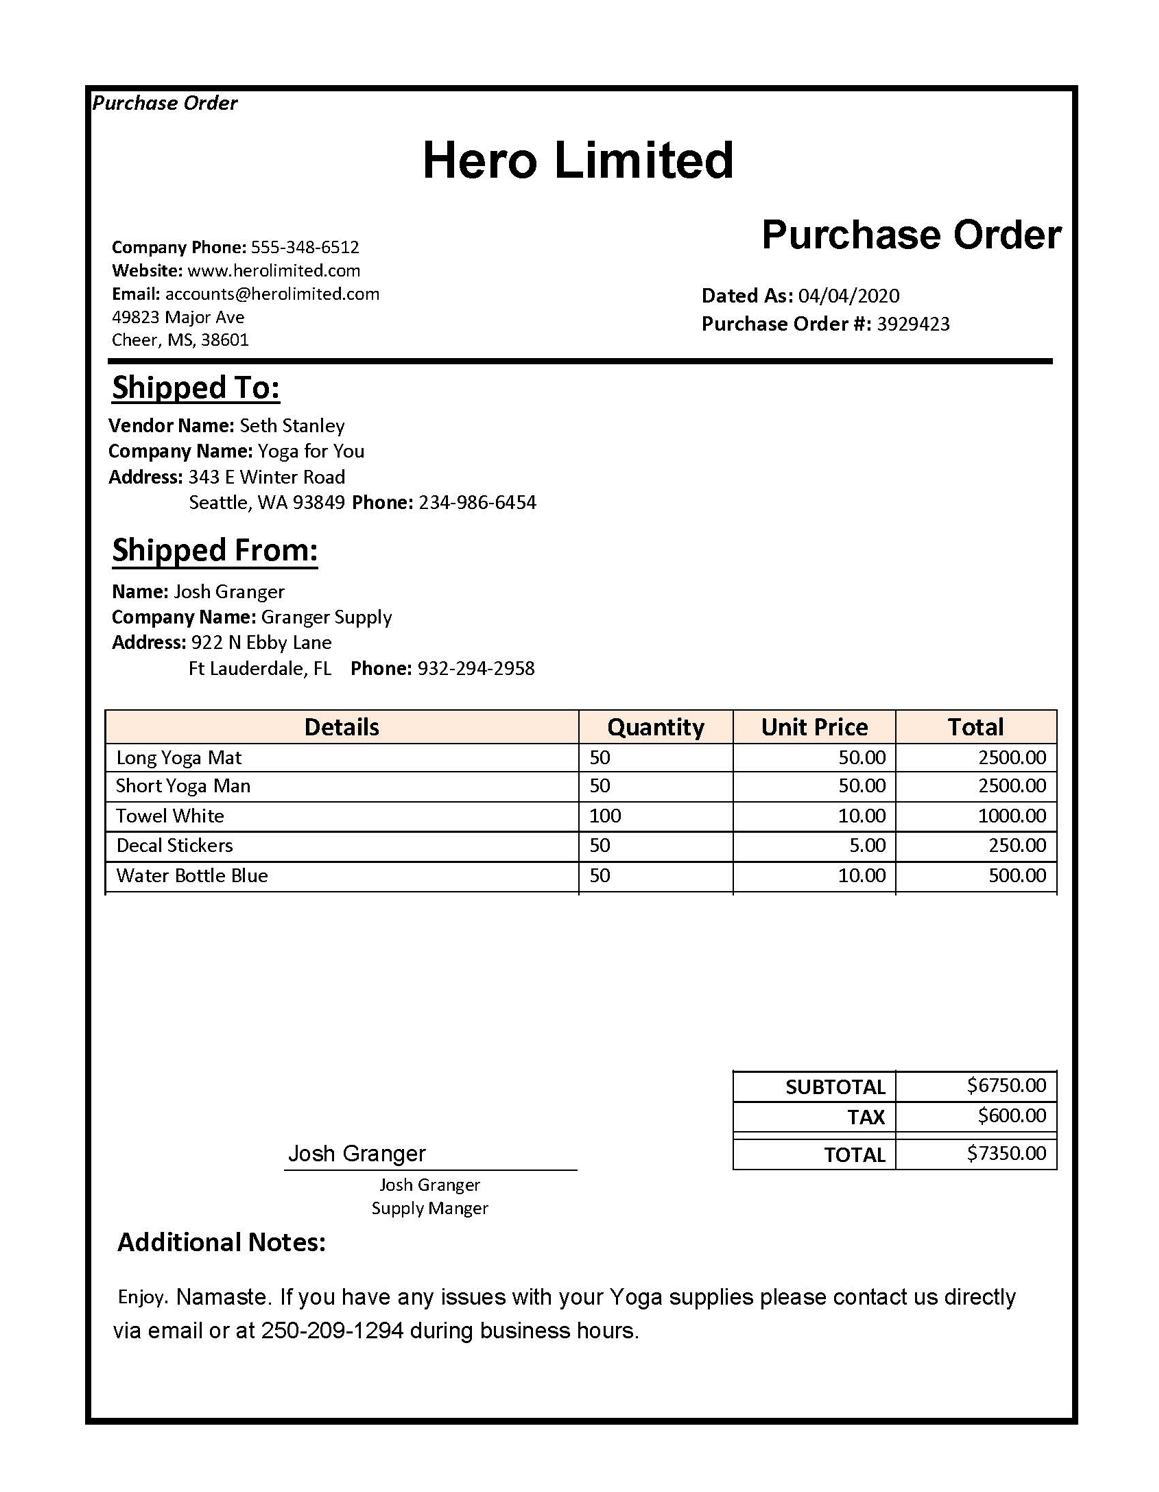 Purchase Order
Hero Limited
Purchase Order
Company Phone: 555-348-6512
Website: www.herolimited.com
Email: accounts@herolimited.com
49823 Major Ave
Cheer, MS, 38601
Dated As: 04/04/2020
Purchase Order #: 3929423
Shipped To:
Vendor Name: Seth Stanley
Company Name: Yoga for You
Address: 343 E Winter Road
Seattle, WA 93849 Phone: 234-986-6454
Shipped From:
Name: Josh Granger
Company Name: Granger Supply
Address: 922 N Ebby Lane
Ft Lauderdale, FL Phone: 932-294-2958
Details Quantity Unit Price Total
Long Yoga Mat 50 50.00 2500.00
Short Yoga Man 50 50.00 2500.00
Towel White 100 10.00 1000.00
Decal Stickers 50 5.00 250.00
Water Bottle Blue 50 10.00 500.00
SUBTOTAL $6750.00
TAX $600.00
TOTAL $7350.00
Josh Granger
Josh Granger
Supply Manger
Additional Notes:
Enjoy. Namaste. If you have any issues with your Yoga supplies please contact us directly
via email or at 250-209-1294 during business hours.